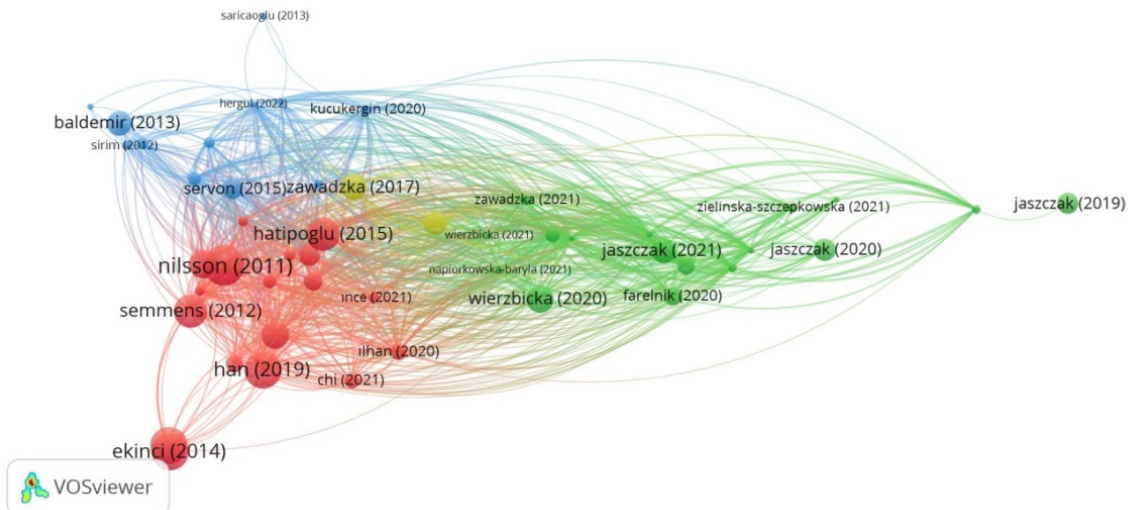 saricaoglu (2013)
hergul (2022)
kucukergin (2020)
baldemir (2013)
sirim (2012)
servon (2015)
zawadzka (2017)
zawadzka (2021)
zielinska-szczepkowska (2021)
jaszczak (2019)
hatipoglu (2015)
wierzbicka (2021)
jaszczak (2021)
jaszczak (2020)
nilsson (2011)
napiorkowska-baryla (2021)
semmens (2012)
ınce (2021)
wierzbicka (2020)
farelnik (2020)
ılhan (2020)
han (2019)
chi (2021)
ekinci (2014)
VOSviewer